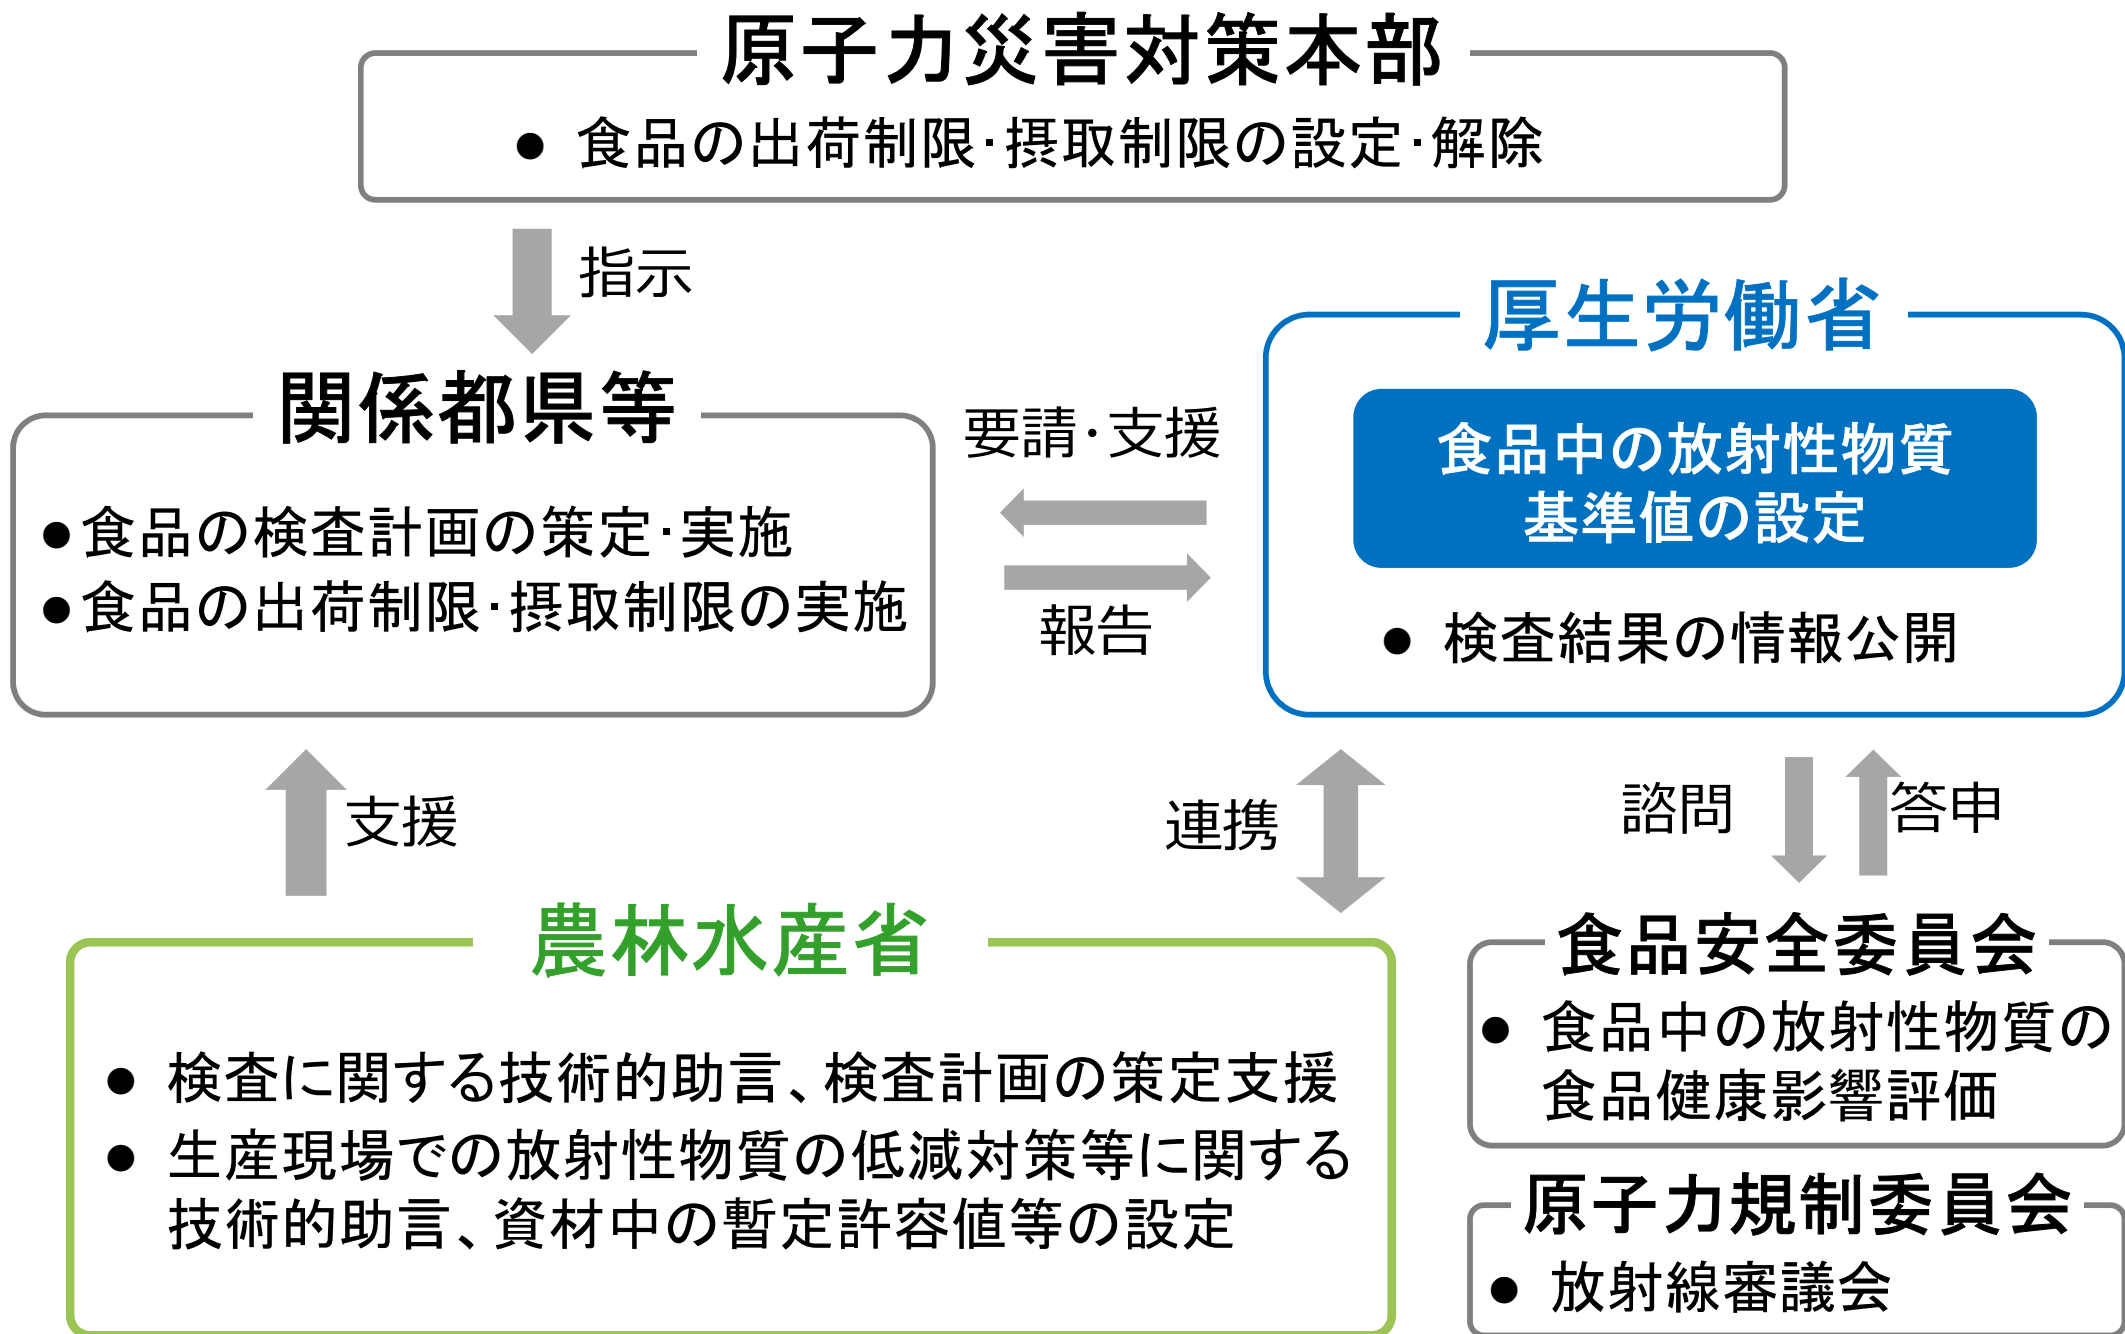 原子力災害対策本部
● 食品の出荷制限･摂取制限の設定･解除
指示
関係都県等
●食品の検査計画の策定･実施
●食品の出荷制限･摂取制限の実施
要請･支援
報告
厚生労働省
食品中の放射性物質
基準値の設定
● 検査結果の情報公開
支援
連携
諮問
答申
農林水産省
● 検査に関する技術的助言、検査計画の策定支援
● 生産現場での放射性物質の低減対策等に関する
技術的助言、資材中の暫定許容値等の設定
食品安全委員会
● 食品中の放射性物質の
食品健康影響評価
原子力規制委員会
● 放射線審議会